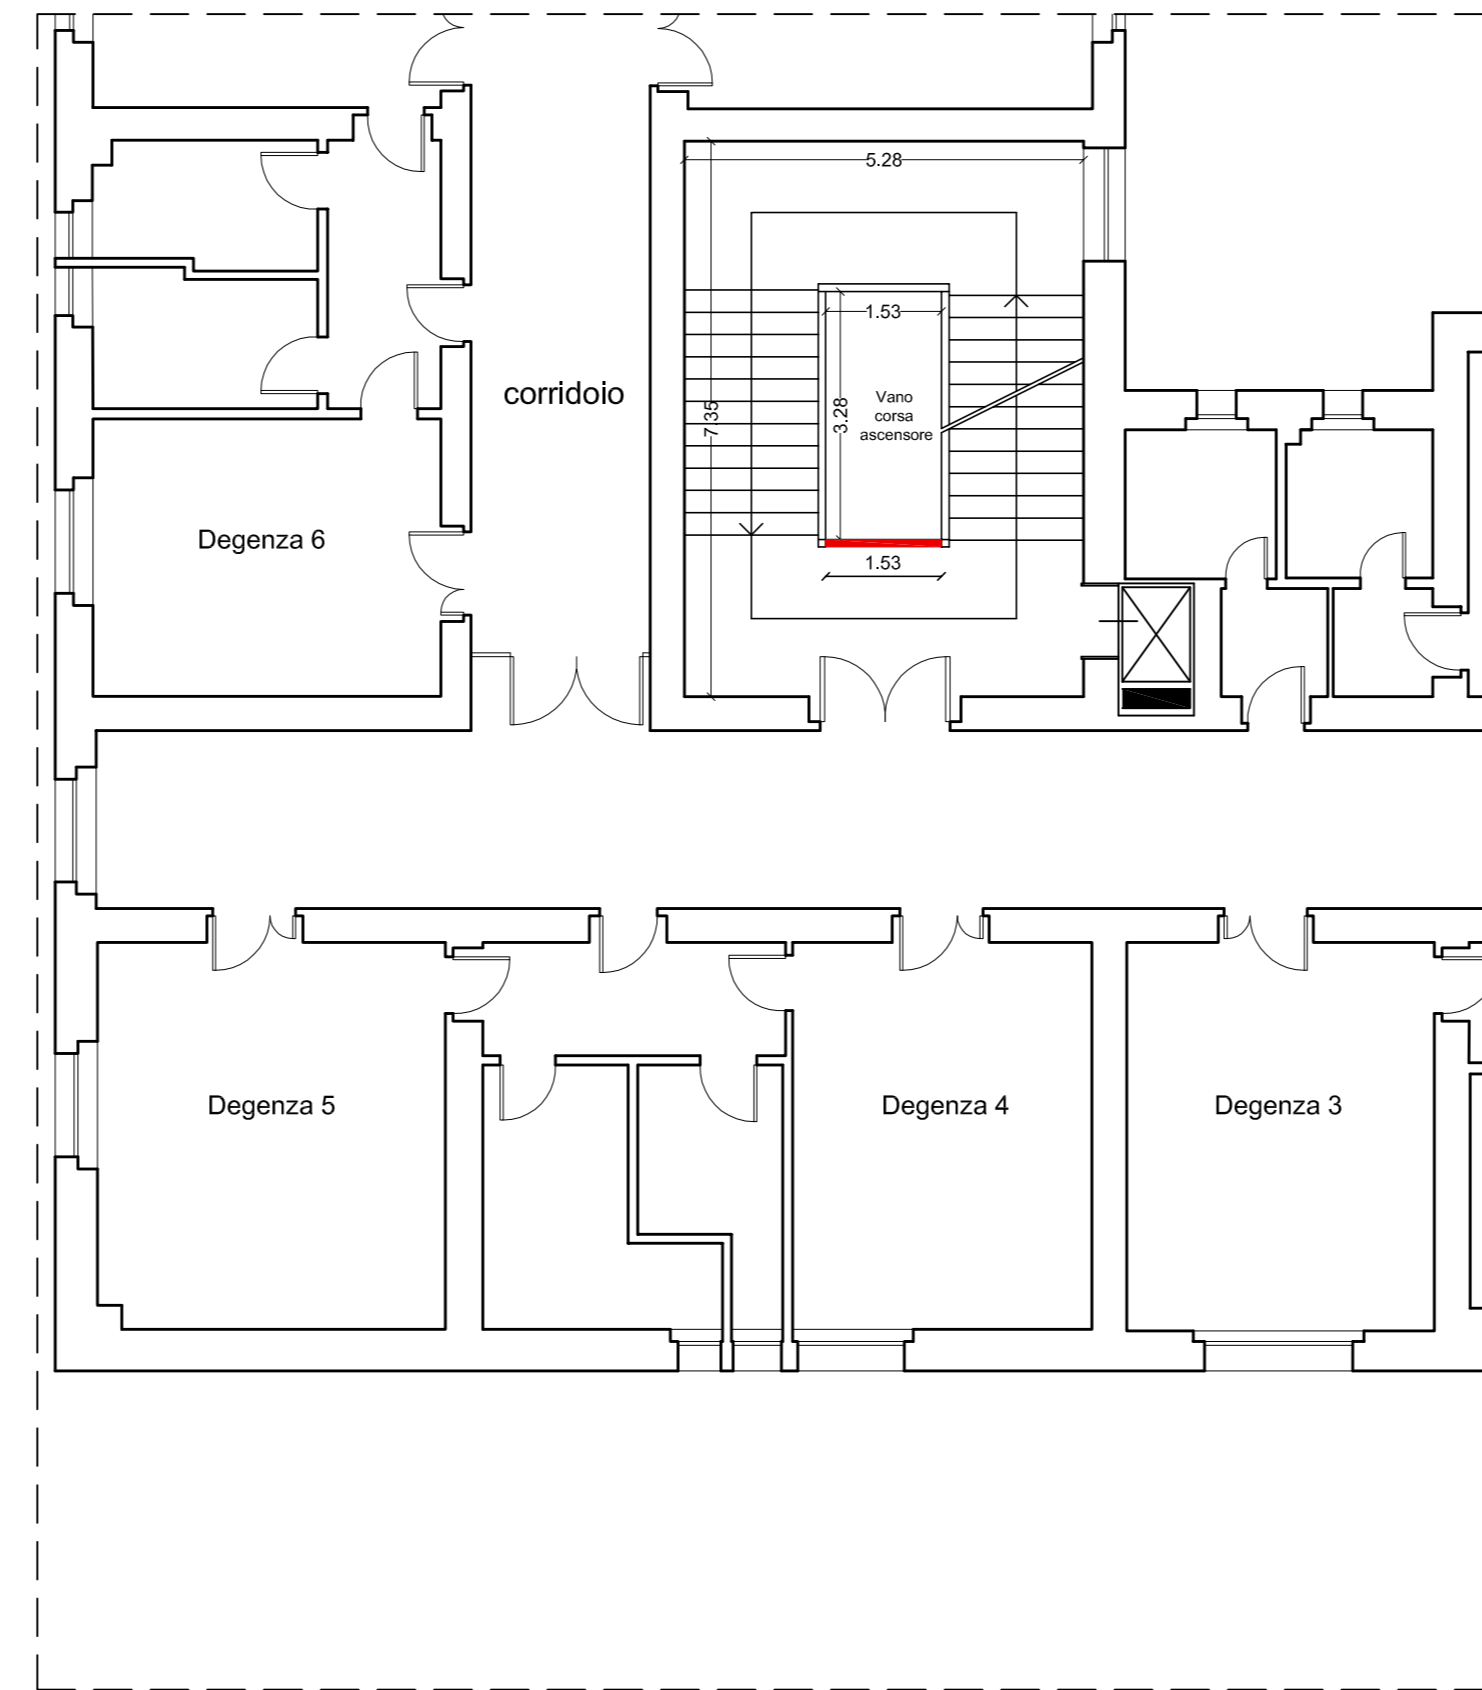 5.28
1.53
corridoio
7.35
3.28
Vano
corsa
ascensore
Degenza 6
1.53
Degenza 5
Degenza 4
Degenza 3